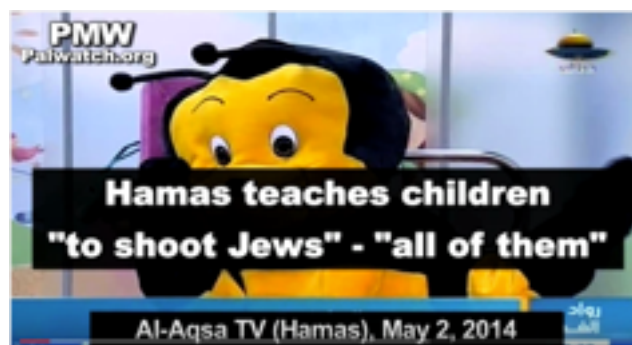 PMW
Palwatch.org
Hamas teaches children
"to shoot Jews" - "all of them"
رواد
Al-Aqsa TV (Hamas), May 2, 2014